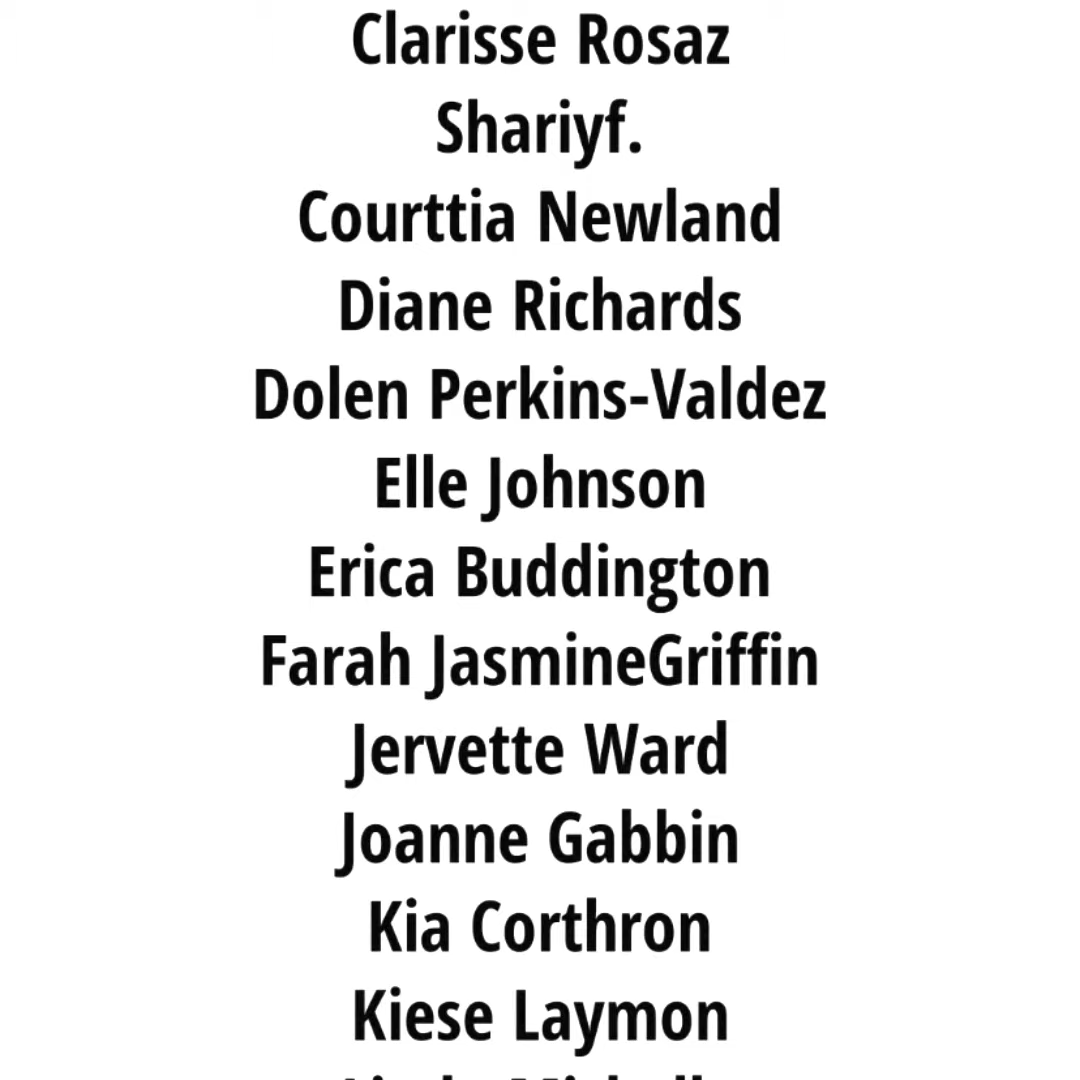 Clarisse Rosaz
Shariyf.
Courttia Newland
Diane Richards
Dolen Perkins-Valdez
Elle Johnson
Erica Buddington
Farah JasmineGriffin
Jervette Ward
Joanne Gabbin
Kia Corthron
Kiese Laymon